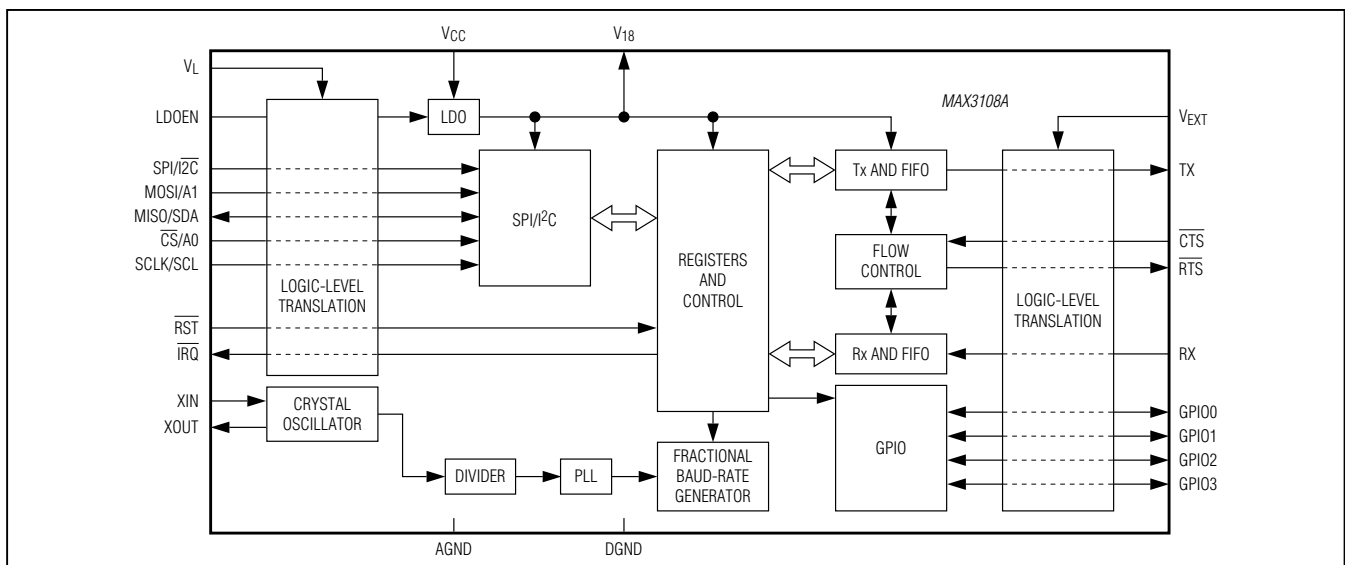 VCC
V18
VL
LDOEN
LDO
MAX3108A
VEXT
SPI/I2C
MOSI/A1
MISO/SDA
CS/A0
SCLK/SCL
LOGIC-LEVEL
TRANSLATION
SPI/I²C
REGISTERS
AND
CONTROL
Tx AND FIFO
TX
FLOW
CONTROL
CTS
RTS
LOGIC-LEVEL
TRANSLATION
RST
IRQ
Rx AND FIFO
RX
XIN
XOUT
CRYSTAL
OSCILLATOR
DIVIDER
PLL
FRACTIONAL
BAUD-RATE
GENERATOR
GPIO
GPIO0
GPIO1
GPIO2
GPIO3
AGND
DGND